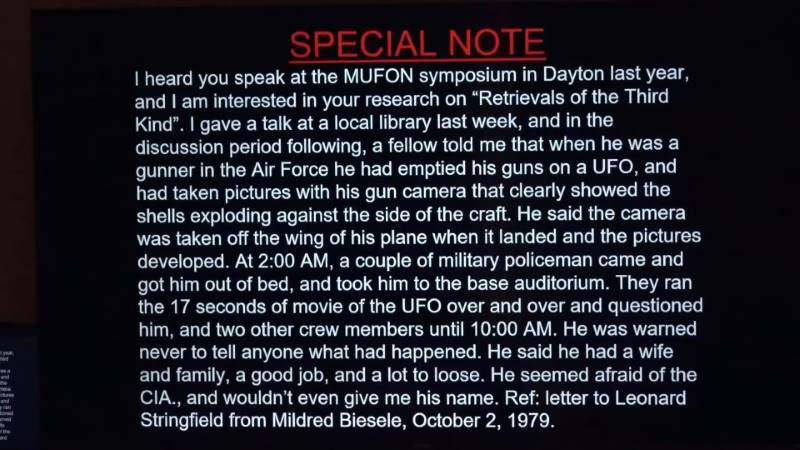 SPECIAL NOTE
I heard you speak at the MUFON symposium in Dayton last year,
and I am interested in your research on “Retrievals of the Third
Kind”. I gave a talk at a local library last week, and in the
discussion period following, a fellow told me that when he was a
gunner in the Air Force he had emptied his guns on a UFO, and
had taken pictures with his gun camera that clearly showed the
shells exploding against the side of the craft. He said the camera
was taken off the wing of his plane when it landed and the pictures
developed. At 2:00 AM, a couple of military policeman came and
got him out of bed, and took him to the base auditorium. They ran
the 17 seconds of movie of the UFO over and over and questioned
him, and two other crew members until 10:00 AM. He was warned
never to tell anyone what had happened. He said he had a wife
and family, a good job, and a lot to loose. He seemed afraid of the
CIA., and wouldn’t even give me his name. Ref: letter to Leonard
Stringfield from Mildred Biesele, October 2, 1979.